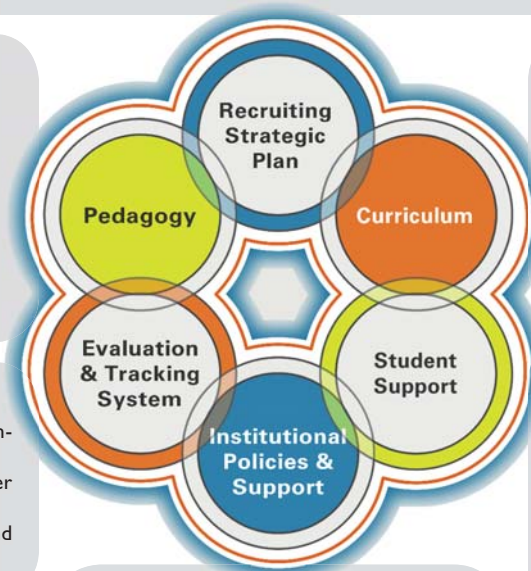 Recruiting
Strategic
Plan
Pedagogy
Curriculum
Evaluation
& Tracking
System
Student
Support
Institutional
Policies &
Support